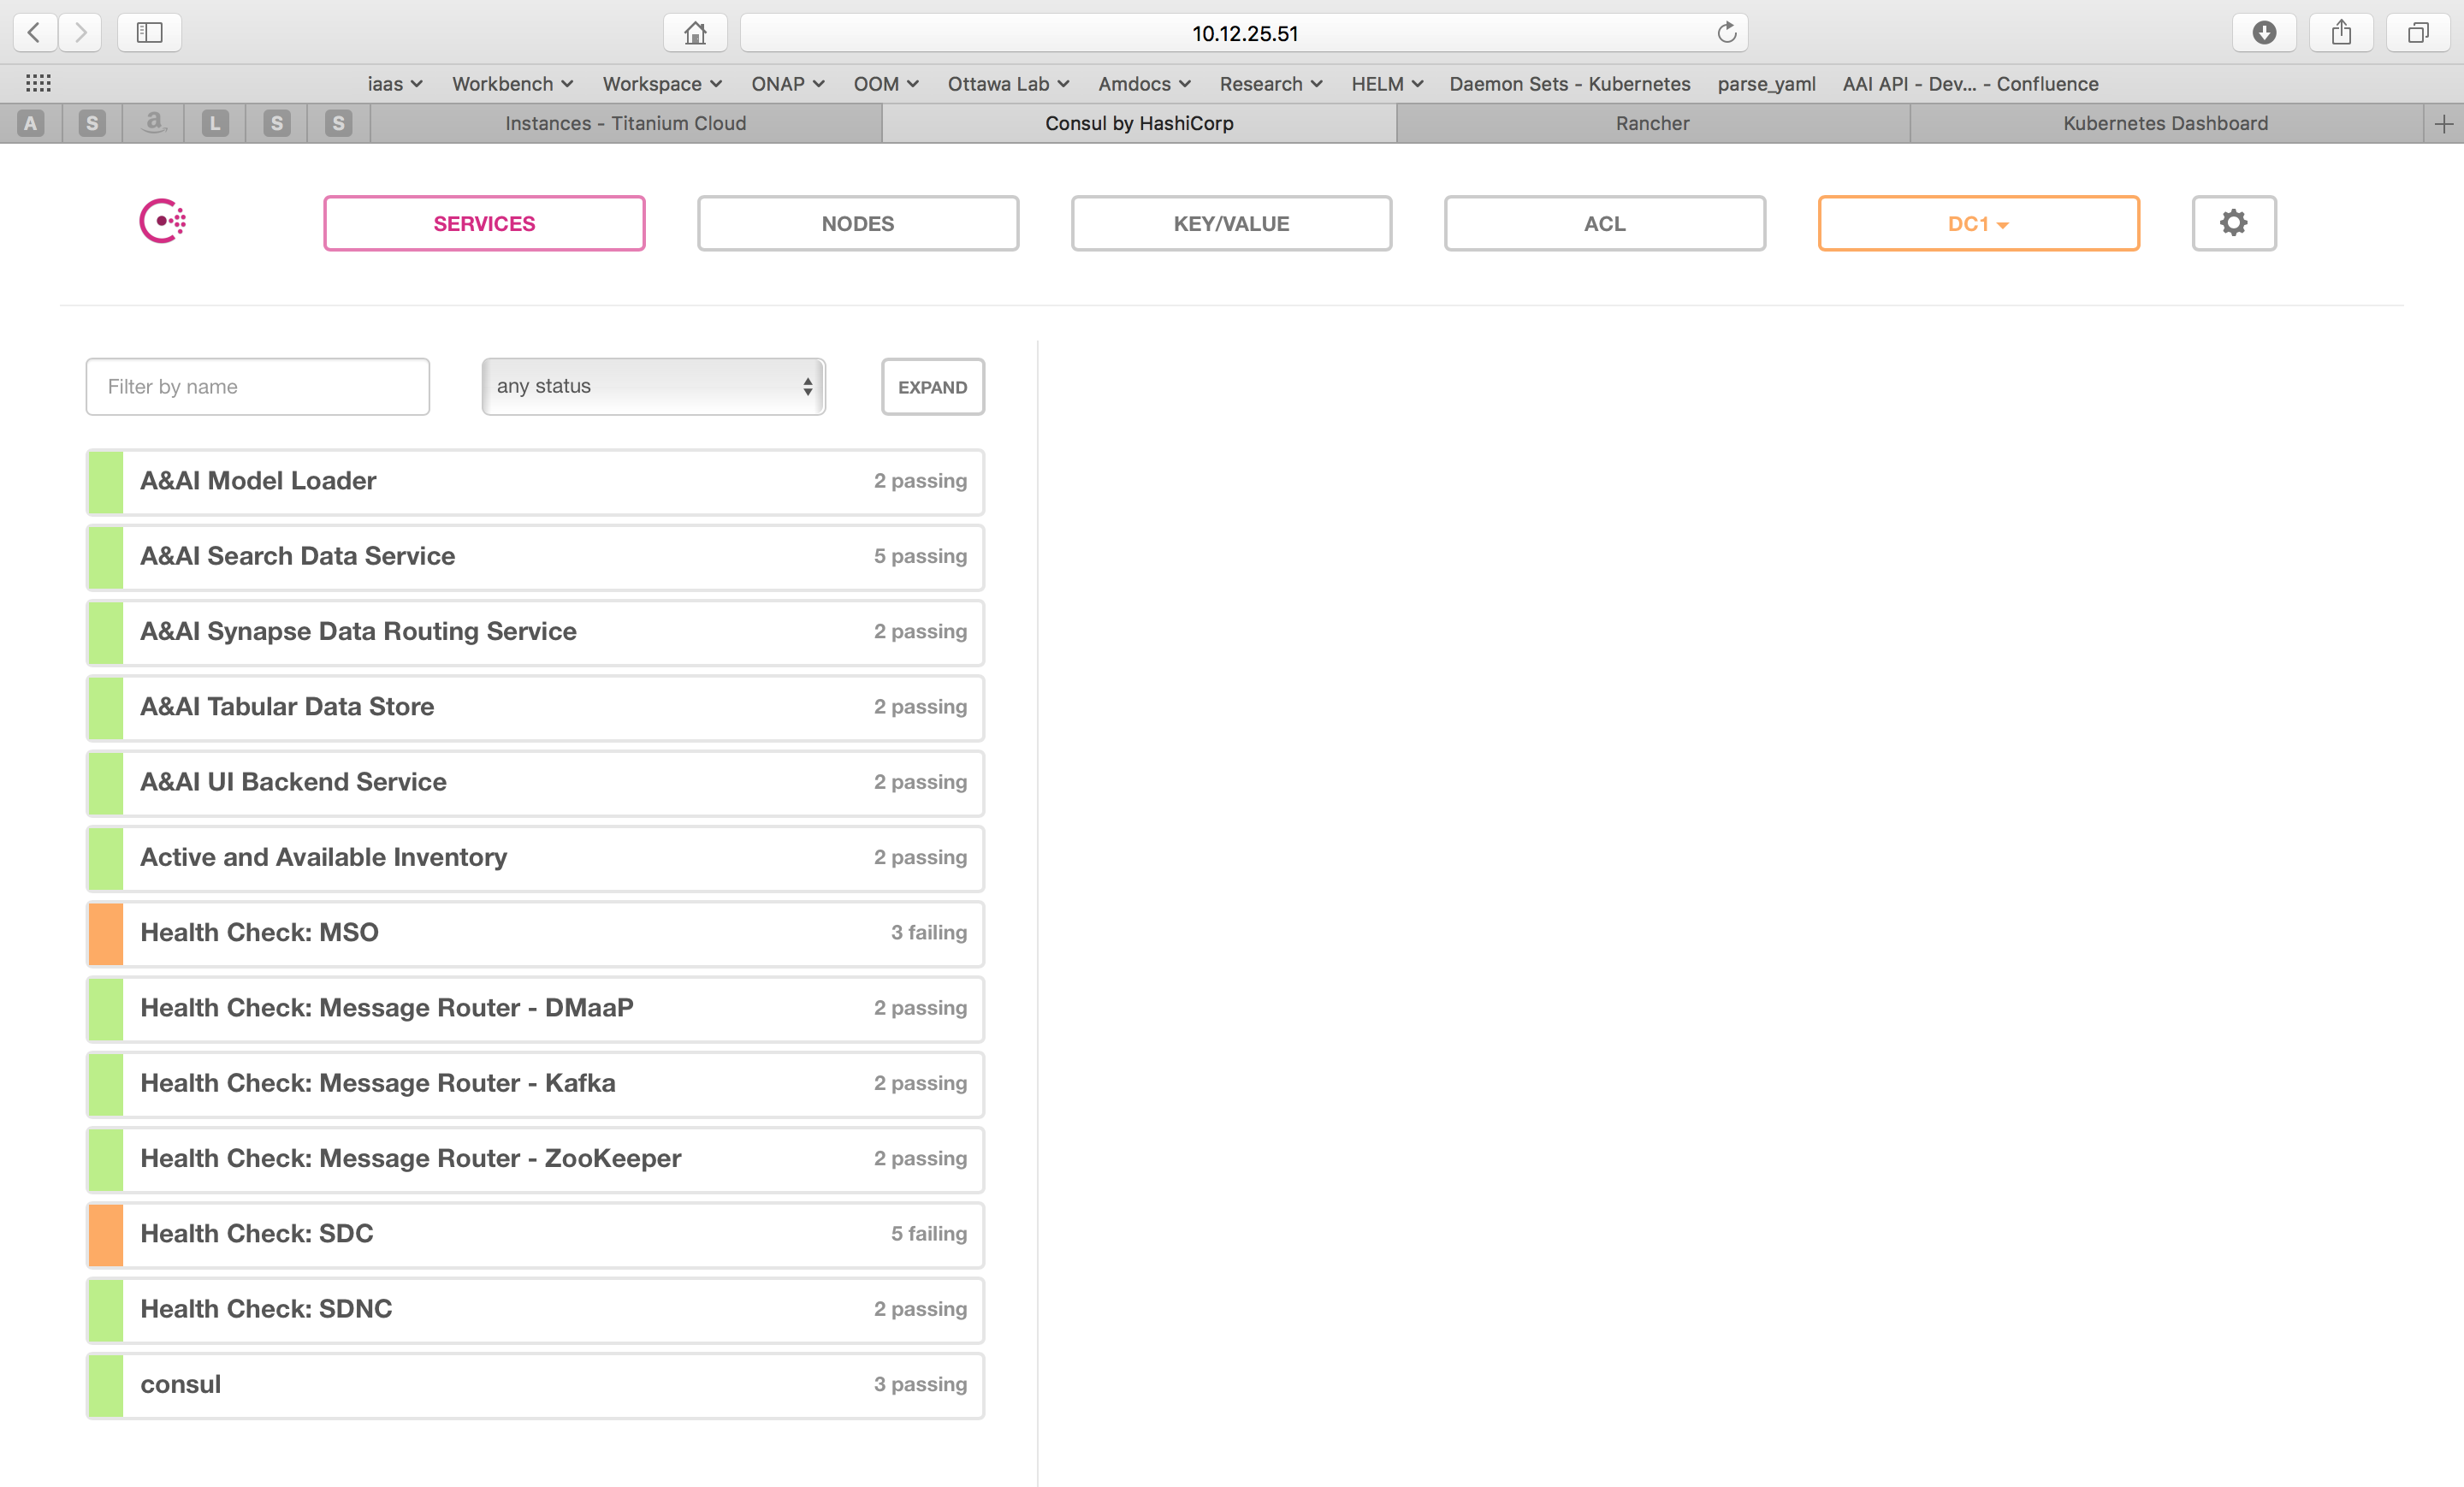 10.12.25.51
iaas Workbench Workspace ONAP OOM Ottawa Lab Amdocs Research HELM Daemon Sets - Kubernetes parse_yaml AAI API - Dev... - Confluence
A S a L S S Instances - Titanium Cloud Consul by HashiCorp Rancher Kubernetes Dashboard
SERVICES NODES KEY/VALUE ACL DC1
Filter by name any status EXPAND
A&AI Model Loader 2 passing
A&AI Search Data Service 5 passing
A&AI Synapse Data Routing Service 2 passing
A&AI Tabular Data Store 2 passing
A&AI UI Backend Service 2 passing
Active and Available Inventory 2 passing
Health Check: MSO 3 failing
Health Check: Message Router - DMaaP 2 passing
Health Check: Message Router - Kafka 2 passing
Health Check: Message Router - ZooKeeper 2 passing
Health Check: SDC 5 failing
Health Check: SDNC 2 passing
consul 3 passing